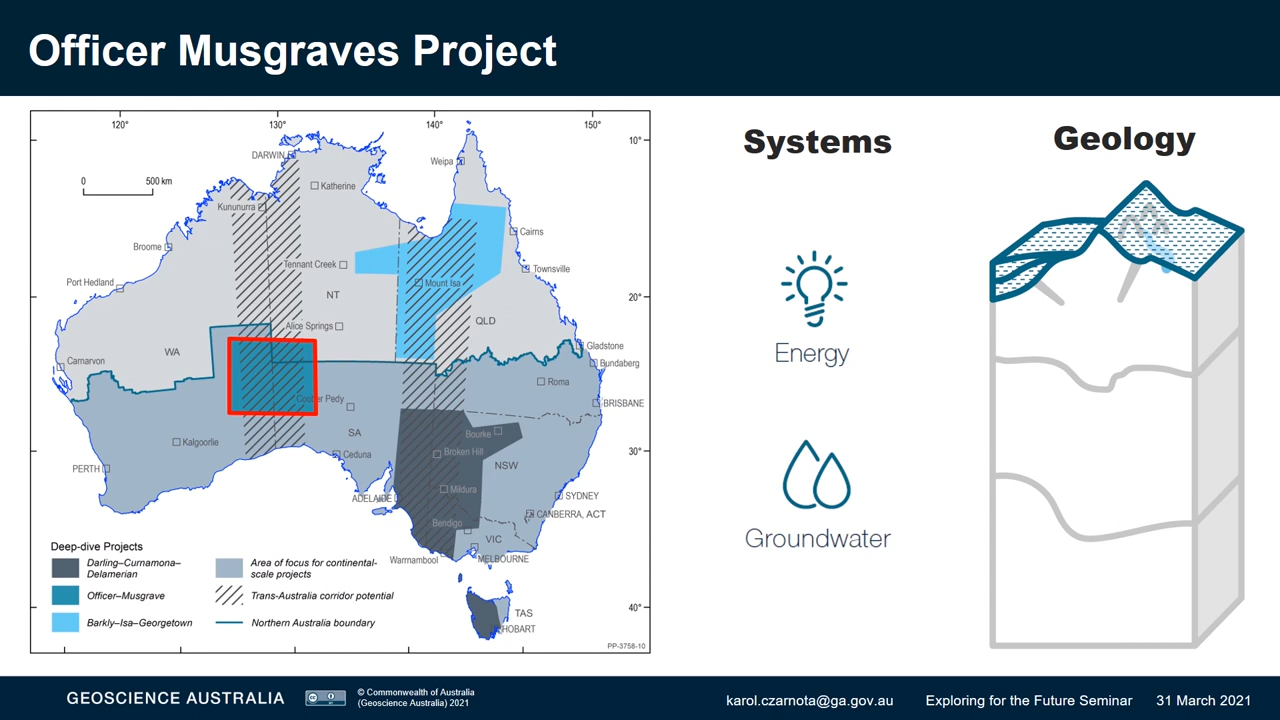 Officer Musgraves Project
120°
130°
140°
150°
10°
20°
30°
40°
0
500 km
DARWIN
Katherine
Weipa
Kununurra
Cairns
Broome
Tennant Creek
Townsville
Port Hedland
NT
Mount Isa
Alice Springs
QLD
WA
Gladstone
Carnarvon
Bundaberg
Roma
Coober Pedy
BRISBANE
SA
Kalgoorlie
Bourke
Ceduna
Broken Hill
NSW
PERTH
Mildura
ADELAIDE
SYDNEY
CANBERRA, ACT
Bendigo
VIC
Warrnambool
MELBOURNE
TAS
HOBART
Deep-dive Projects
Darling–Curnamona–
Delamerian
Officer–Musgrave
Barkly–Isa–Georgetown
Area of focus for continental-
scale projects
Trans-Australia corridor potential
Northern Australia boundary
PP-3758-10
Systems
Energy
Groundwater
Geology
GEOSCIENCE AUSTRALIA
© Commonwealth of Australia
(Geoscience Australia) 2021
karol.czarnota@ga.gov.au
Exploring for the Future Seminar
31 March 2021